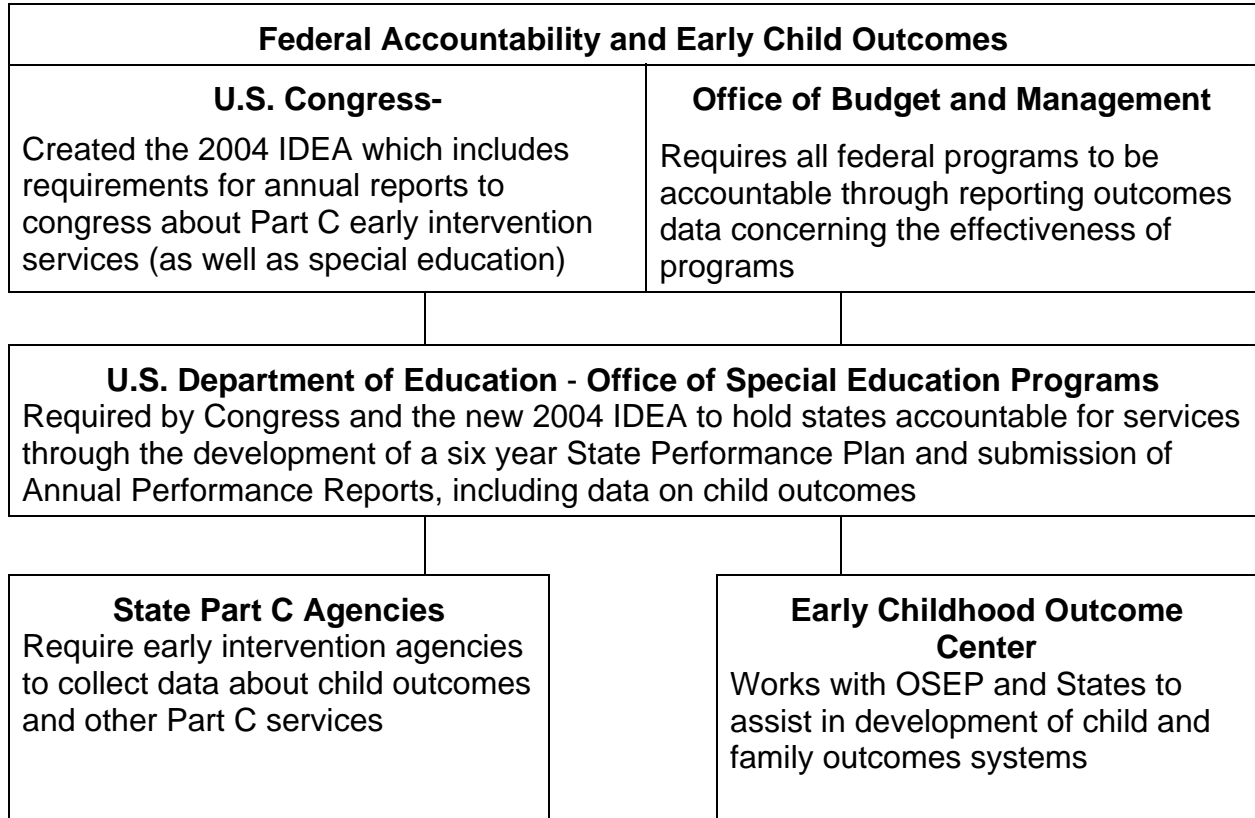 Federal Accountability and Early Child Outcomes
U.S. Congress-
Created the 2004 IDEA which includes
requirements for annual reports to
congress about Part C early intervention
services (as well as special education)
Office of Budget and Management
Requires all federal programs to be
accountable through reporting outcomes
data concerning the effectiveness of
programs
U.S. Department of Education - Office of Special Education Programs
Required by Congress and the new 2004 IDEA to hold states accountable for services
through the development of a six year State Performance Plan and submission of
Annual Performance Reports, including data on child outcomes
State Part C Agencies
Require early intervention agencies
to collect data about child outcomes
and other Part C services
Early Childhood Outcome
Center
Works with OSEP and States to
assist in development of child and
family outcomes systems